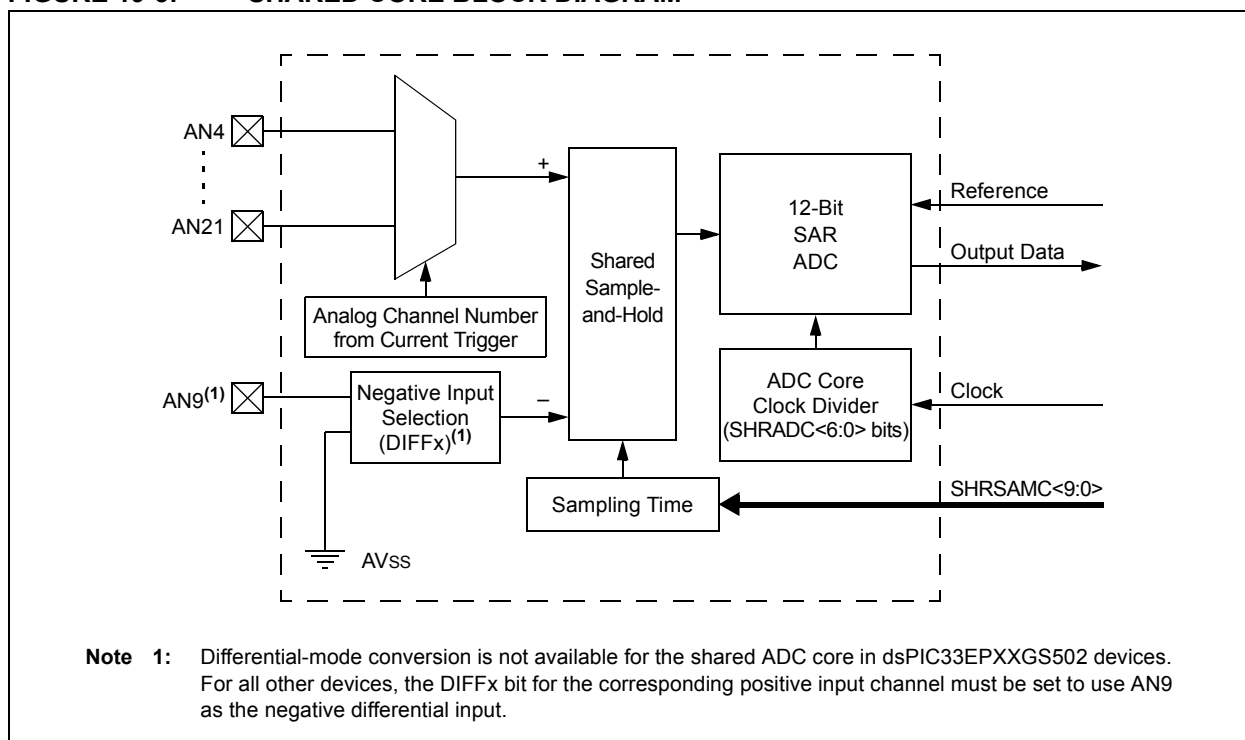 AN4
AN21
+
Analog Channel Number
from Current Trigger
AN9(1)
Negative Input
Selection
(DIFFx)(1)
–
AVSS
Shared
Sample-
and-Hold
Sampling Time
12-Bit
SAR
ADC
ADC Core
Clock Divider
(SHRADC<6:0> bits)
Reference
Output Data
Clock
SHRSAMC<9:0>
Note 1: Differential-mode conversion is not available for the shared ADC core in dsPIC33EPXXGS502 devices.
For all other devices, the DIFFx bit for the corresponding positive input channel must be set to use AN9
as the negative differential input.